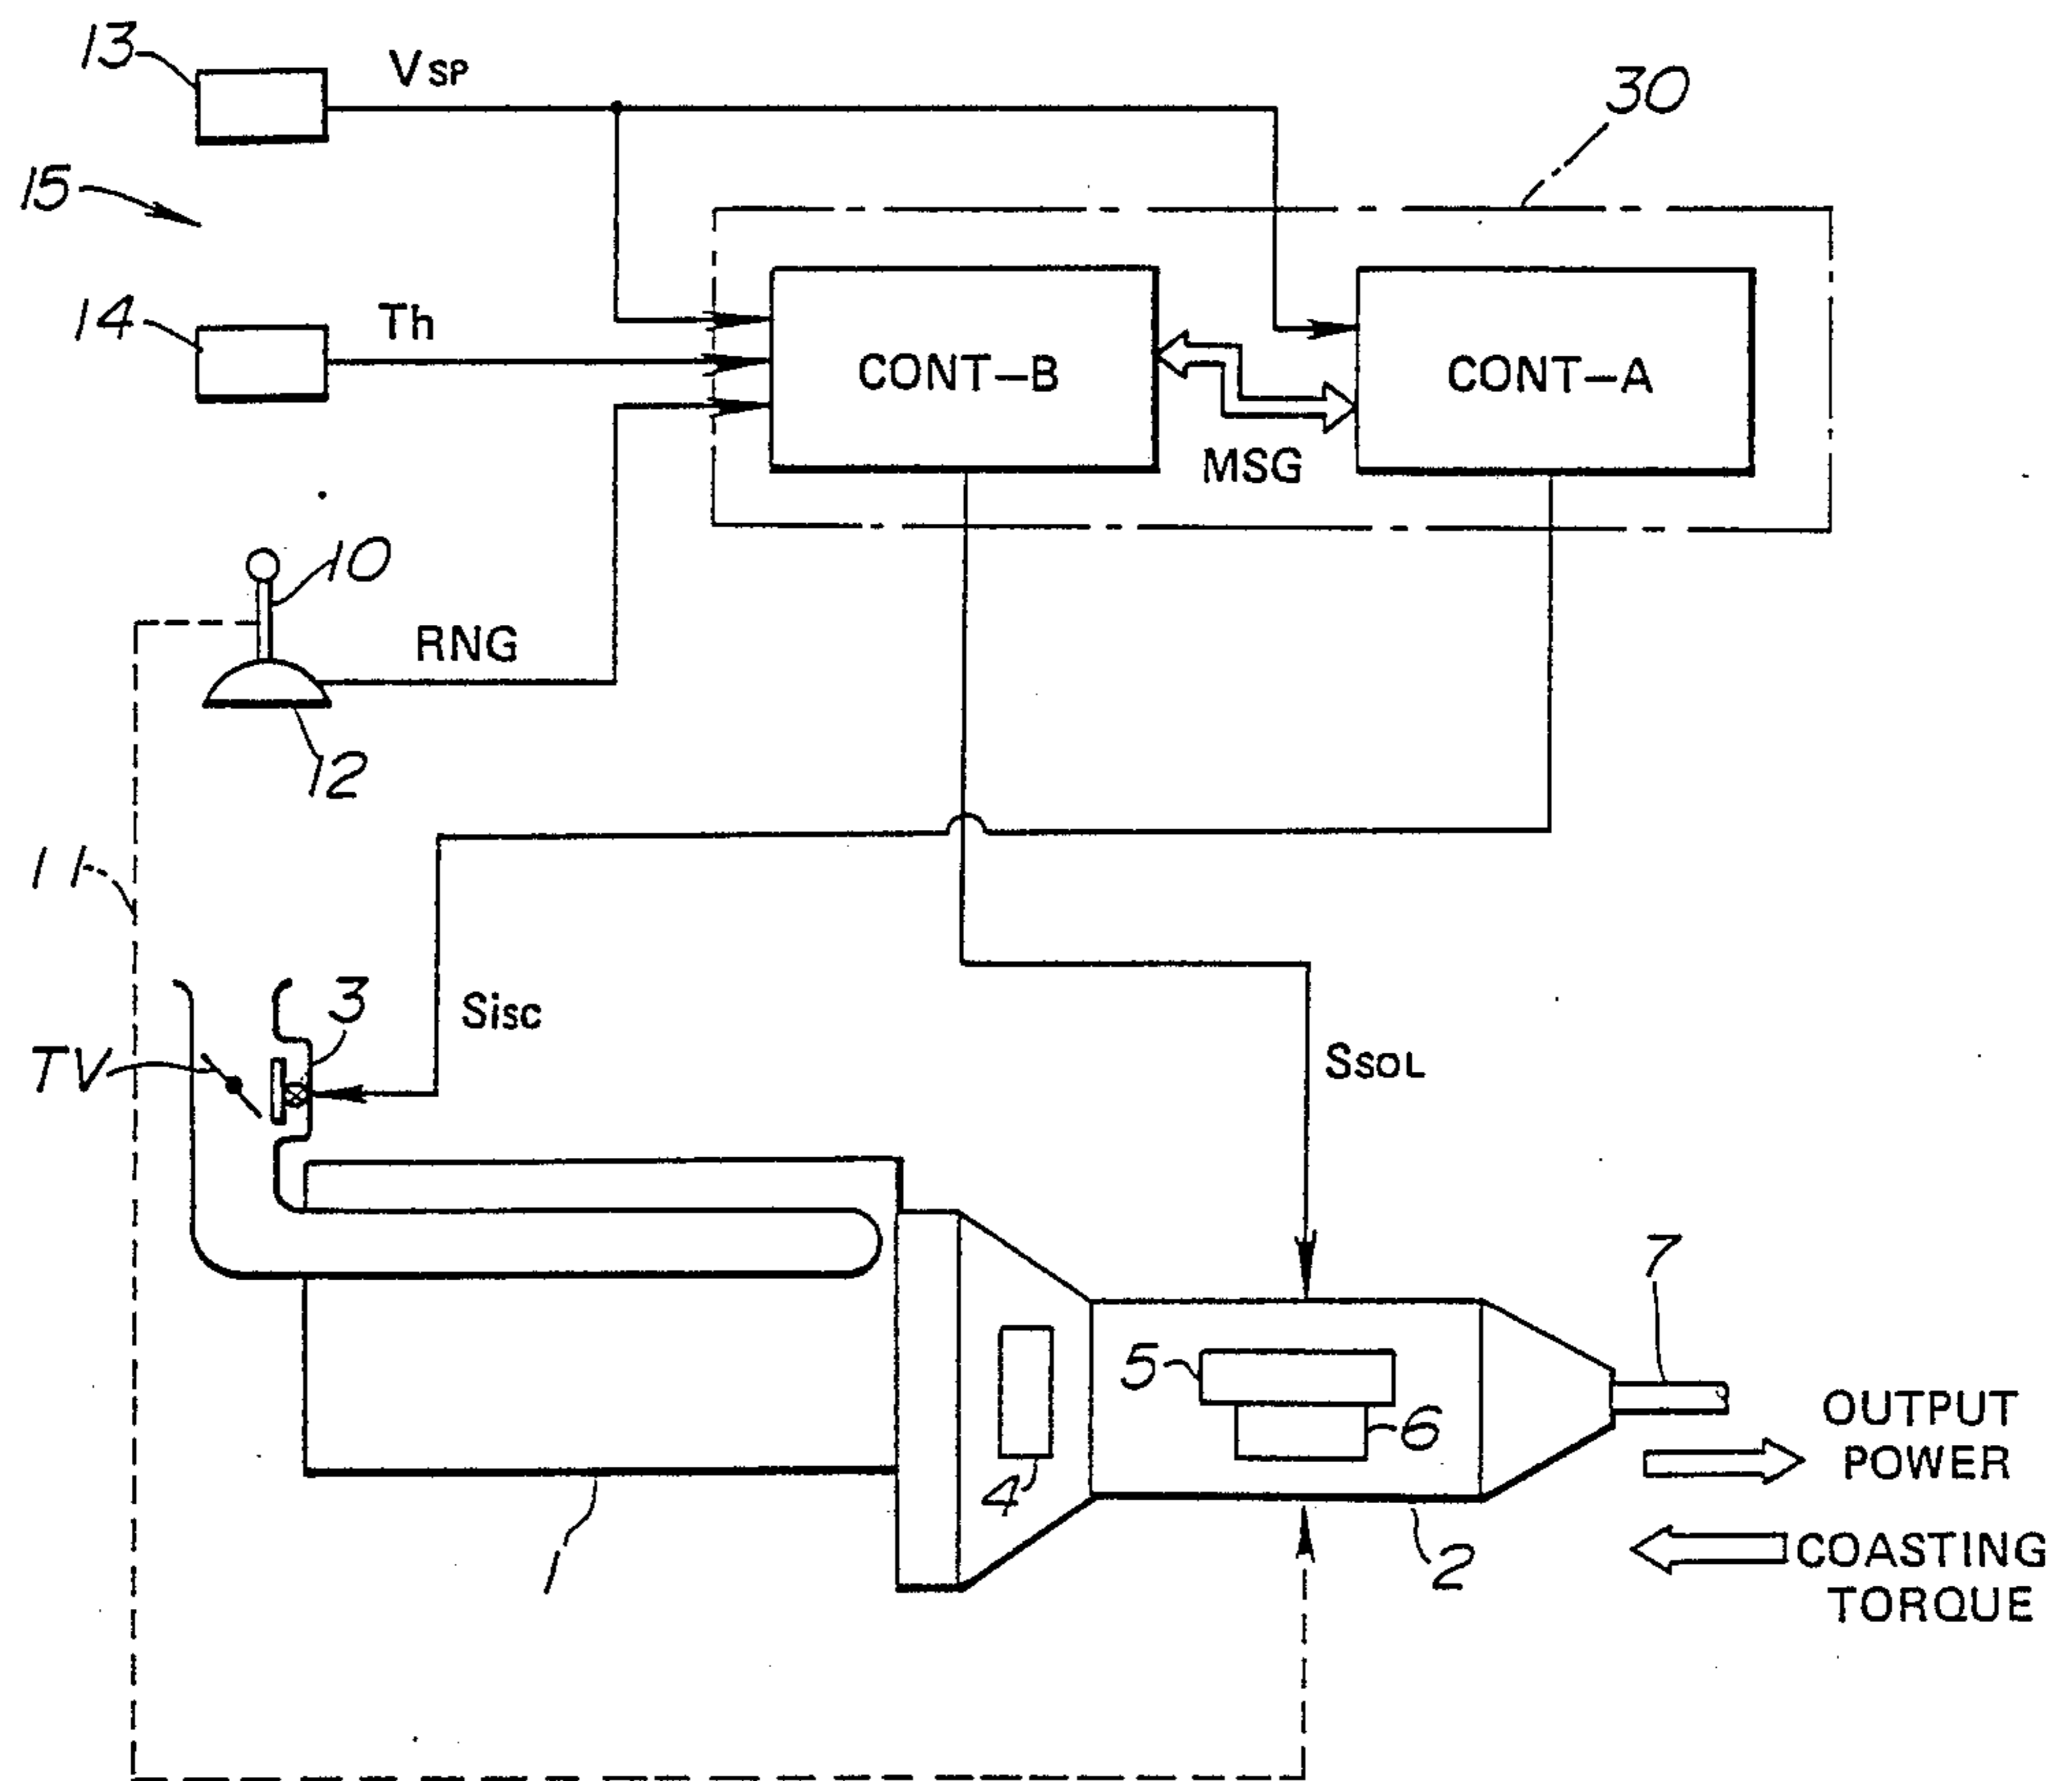 13
VSP
30
15
14
Th
CONT-B
CONT-A
MSG
10
RNG
12
11
3
Sisc
TV
SSOL
7
5
6
4
OUTPUT
POWER
1
2
COASTING
TORQUE